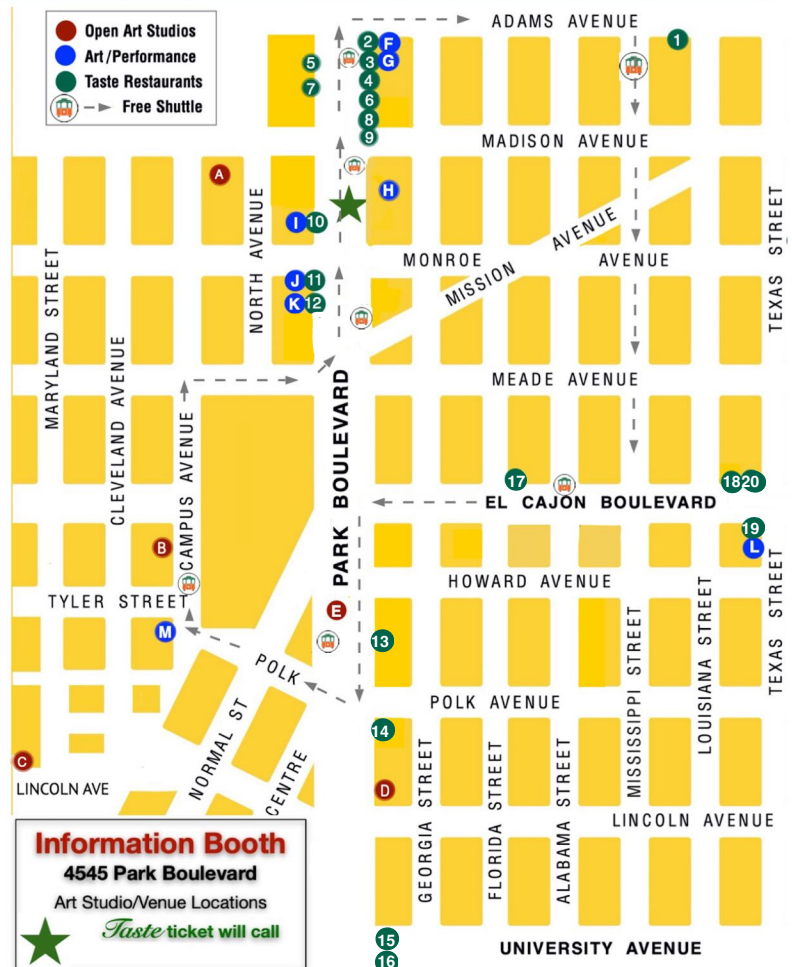 Open Art Studios
Art/Performance
Taste Restaurants
Free Shuttle
ADAMS AVENUE
1
2
F
3
G
5
4
7
6
8
9
MADISON AVENUE
A
H
I
10
NORTH AVENUE
MARYLAND STREET
MONROE
AVENUE
MISSION AVENUE
TEXAS STREET
J
11
K
12
CLEVELAND AVENUE
CAMPUS AVENUE
PARK BOULEVARD
MEADE AVENUE
17
18
20
EL CAJON BOULEVARD
19
L
B
HOWARD AVENUE
TYLER STREET
E
M
13
POLK
MISSISSIPPI STREET
LOUISIANA STREET
TEXAS STREET
POLK AVENUE
14
C
D
NORMAL ST
CENTRE
LINCOLN AVE
GEORGIA STREET
FLORIDA STREET
ALABAMA STREET
LINCOLN AVENUE
Information Booth
4545 Park Boulevard
Art Studio/Venue Locations
Taste ticket will call
15
16
UNIVERSITY AVENUE